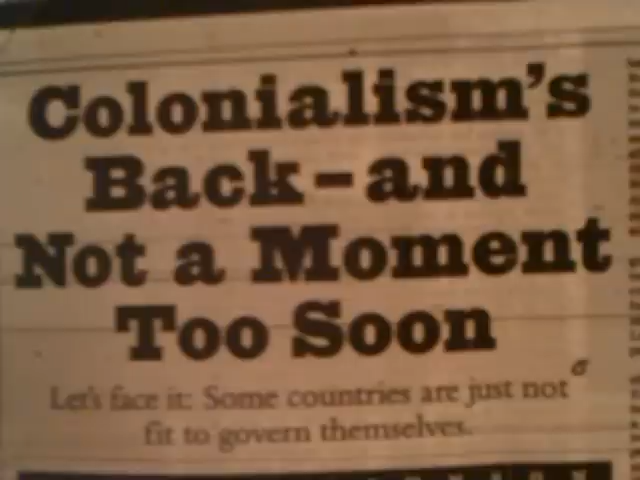 Colonialism's
Back–and
Not a Moment
Too Soon
Let's face it: Some countries are just not
fit to govern themselves.